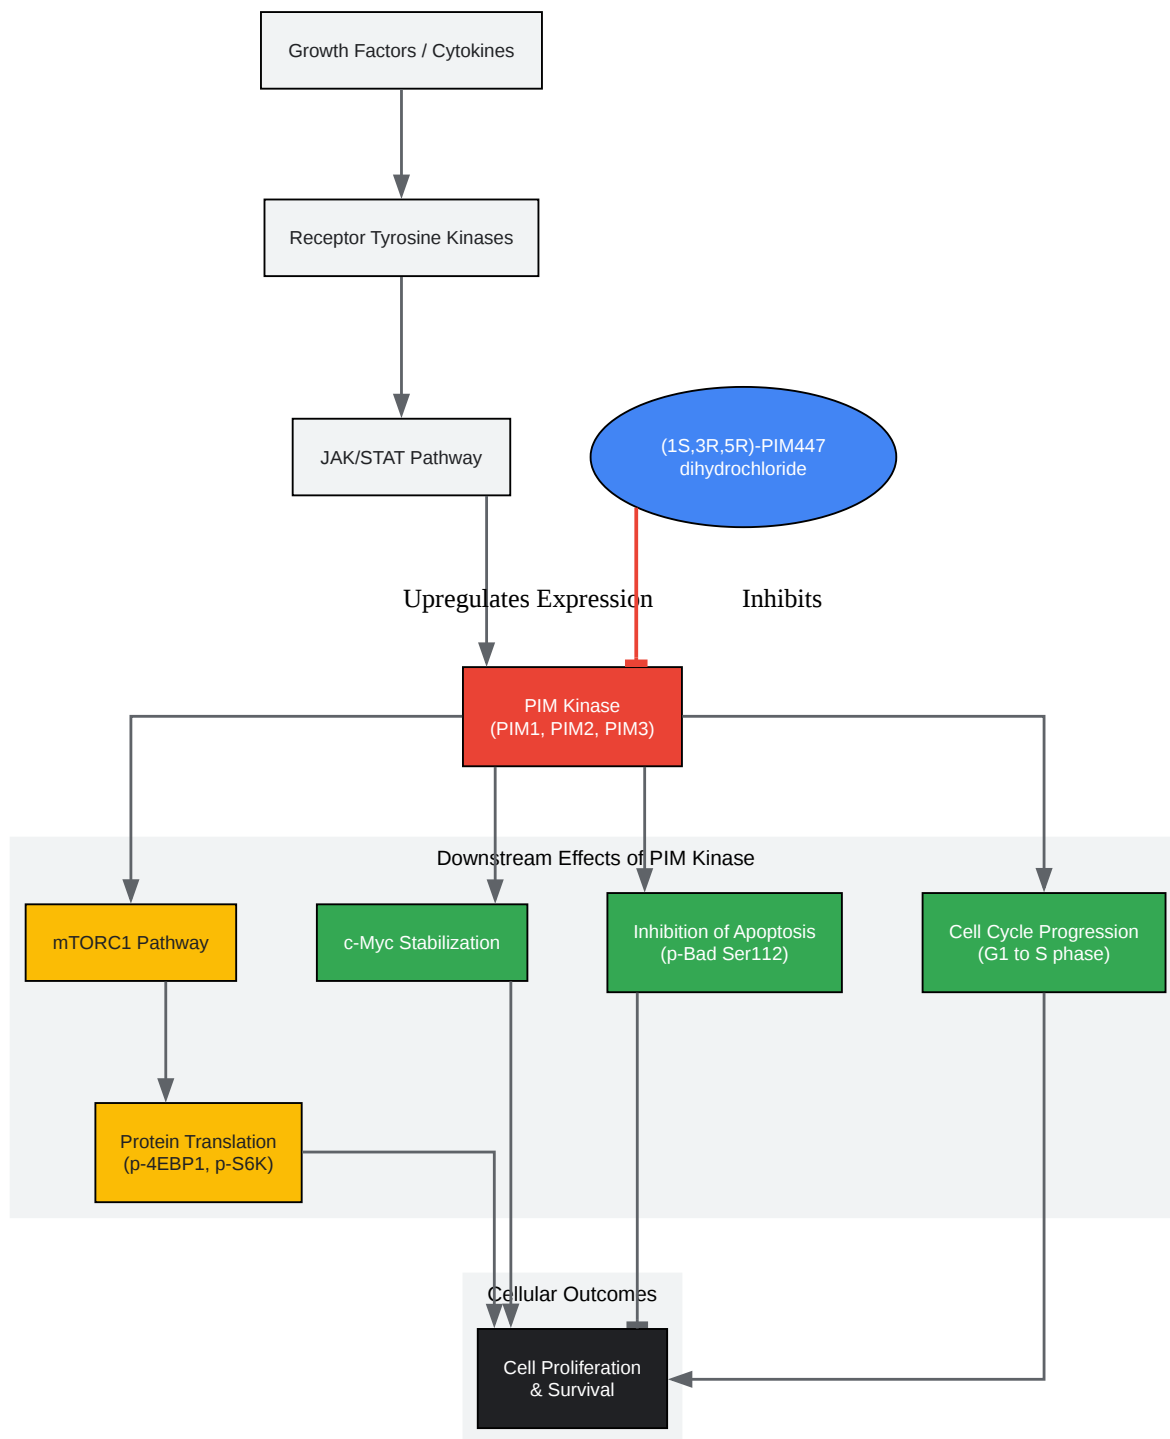 Growth Factors / Cytokines
Receptor Tyrosine Kinases
JAK/STAT Pathway
(1S,3R,5R)-PIM447
dihydrochloride
Upregulates Expression
Inhibits
PIM Kinase
(PIM1, PIM2, PIM3)
Downstream Effects of PIM Kinase
mTORC1 Pathway
c-Myc Stabilization
Inhibition of Apoptosis
(p-Bad Ser112)
Cell Cycle Progression
(G1 to S phase)
Protein Translation
(p-4EBP1, p-S6K)
Cellular Outcomes
Cell Proliferation
& Survival